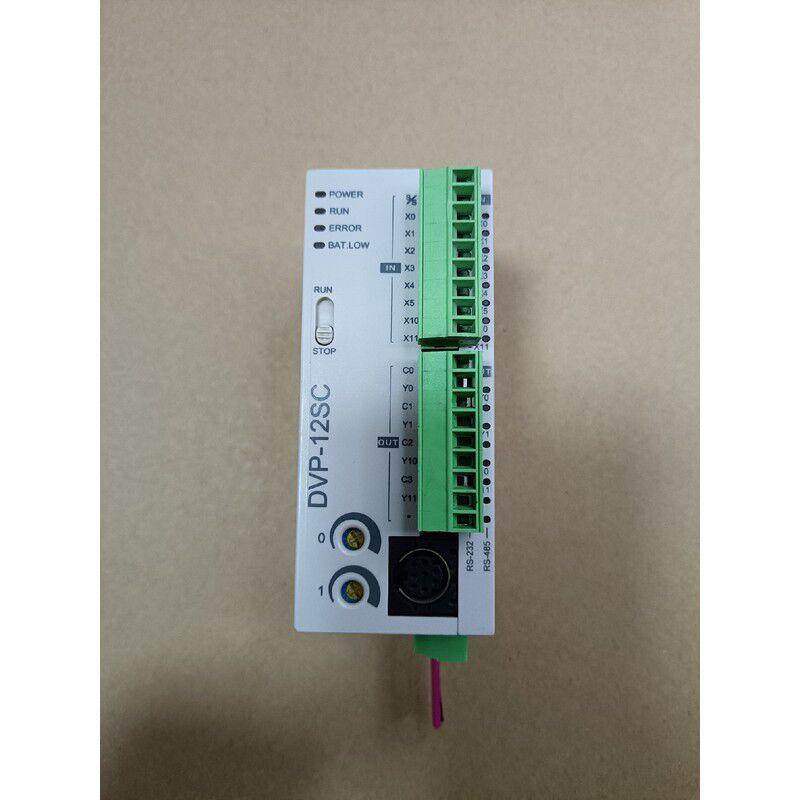 POWER
RUN
ERROR
BAT.LOW
RUN
STOP
DVP-12SC
0
1
S/S
X0
X1
X2
IN X3
X4
X5
X10
X11
C0
Y0
C1
Y1
OUT C2
Y10
C3
Y11
•
X11
RS-232
RS-485